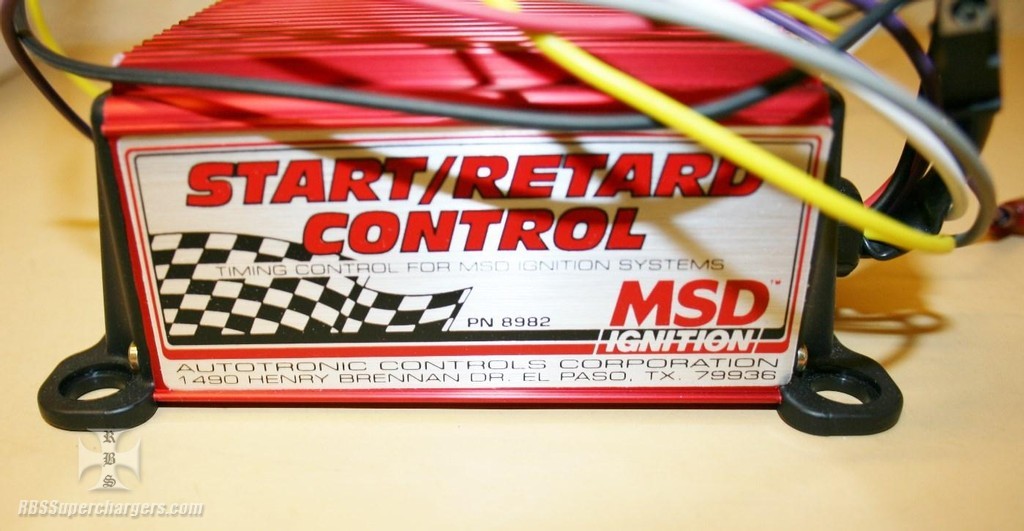 START/RETARD
CONTROL
TIMING CONTROL FOR MSD IGNITION SYSTEMS
PN 8982
MSD™
IGNITION
AUTOTRONIC CONTROLS CORPORATION
1490 HENRY BRENNAN DR. EL PASO, TX. 79936
RBS
RBSSuperchargers.com